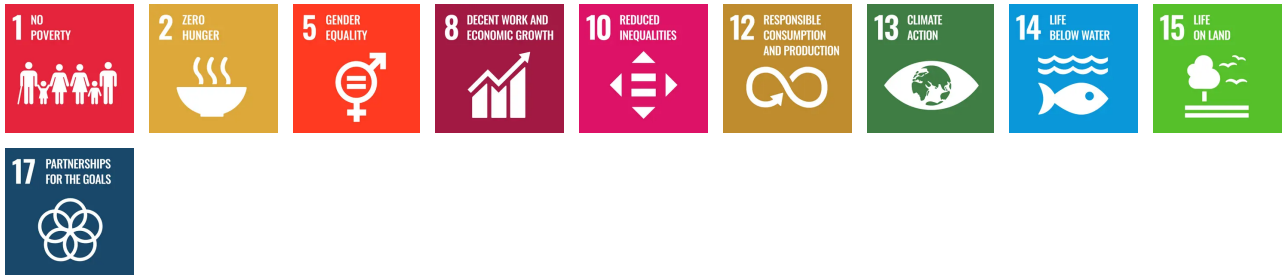 1 NO
POVERTY
2 ZERO
HUNGER
5 GENDER
EQUALITY
8 DECENT WORK AND
ECONOMIC GROWTH
10 REDUCED
INEQUALITIES
12 RESPONSIBLE
CONSUMPTION
AND PRODUCTION
13 CLIMATE
ACTION
14 LIFE
BELOW WATER
15 LIFE
ON LAND
17 PARTNERSHIPS
FOR THE GOALS